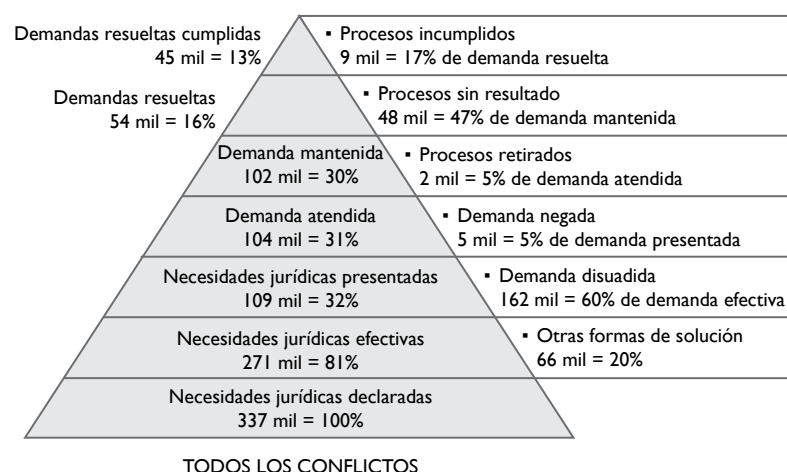 Demandas resueltas cumplidas
45 mil = 13%
▪ Procesos incumplidos
9 mil = 17% de demanda resuelta
Demandas resueltas
54 mil = 16%
▪ Procesos sin resultado
48 mil = 47% de demanda mantenida
Demanda mantenida
102 mil = 30%
▪ Procesos retirados
2 mil = 5% de demanda atendida
Demanda atendida
104 mil = 31%
▪ Demanda negada
5 mil = 5% de demanda presentada
Necesidades jurídicas presentadas
109 mil = 32%
▪ Demanda disuadida
162 mil = 60% de demanda efectiva
Necesidades jurídicas efectivas
271 mil = 81%
▪ Otras formas de solución
66 mil = 20%
Necesidades jurídicas declaradas
337 mil = 100%
TODOS LOS CONFLICTOS